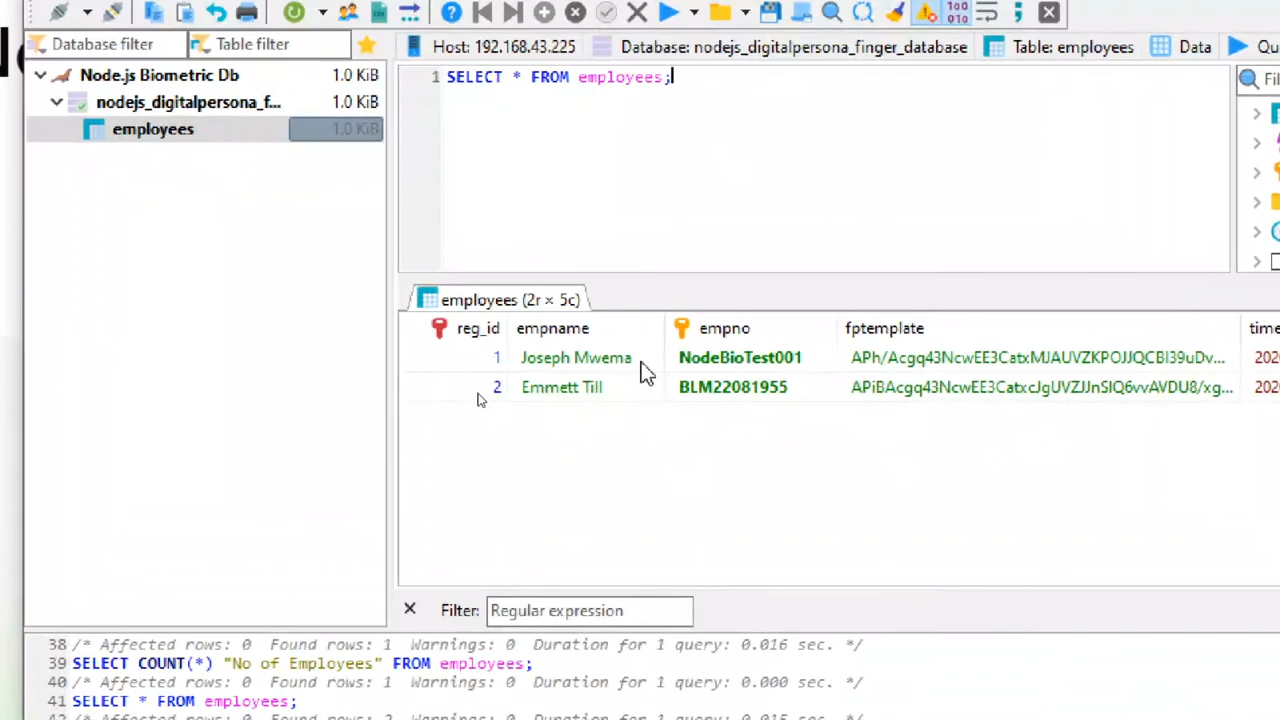 Database filter
Table filter
Host: 192.168.43.225
Database: nodejs_digitalpersona_finger_database
Table: employees
Data
Node.js Biometric Db 1.0 KiB
nodejs_digitalpersona_f... 1.0 KiB
employees 1.0 KiB
1 SELECT * FROM employees;
employees (2r × 5c)
reg_id empname empno fptemplate
1 Joseph Mwema NodeBioTest001
2 Emmett Till BLM22081955
Filter: Regular expression
38 /* Affected rows: 0 Found rows: 1 Warnings: 0 Duration for 1 query: 0.016 sec. */
39 SELECT COUNT(*) "No of Employees" FROM employees;
40 /* Affected rows: 0 Found rows: 1 Warnings: 0 Duration for 1 query: 0.000 sec. */
41 SELECT * FROM employees;